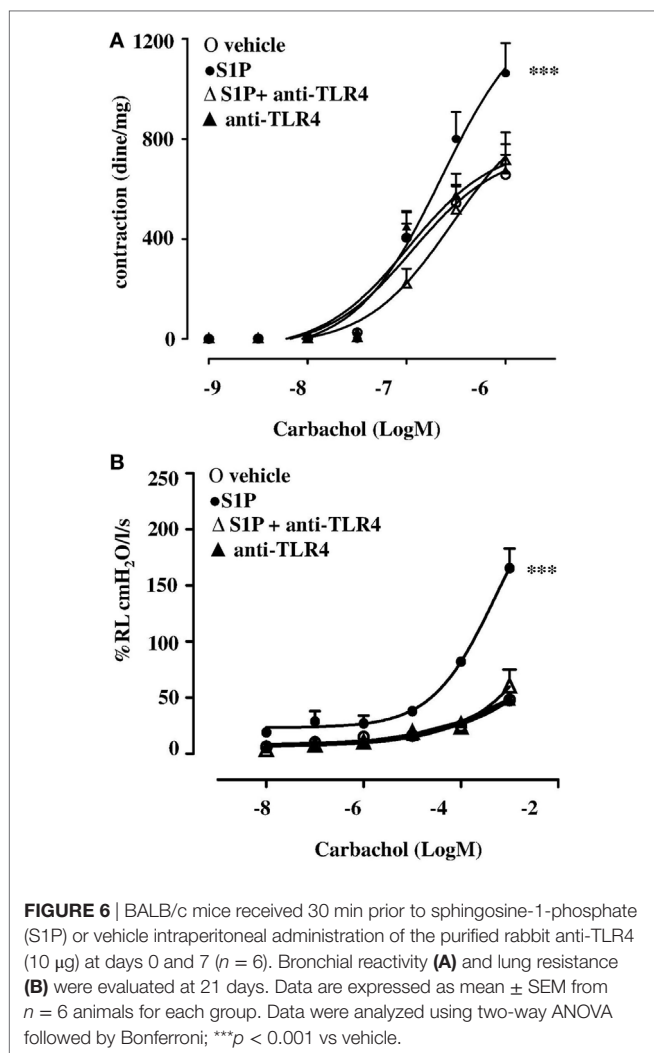 A
1200
800
400
0
contraction (dine/mg)
O vehicle
●S1P
Δ S1P+ anti-TLR4
▲ anti-TLR4
***
-9 -8 -7 -6
Carbachol (LogM)
B
250
200
150
100
50
0
%RL cmH₂O/l/s
O vehicle
●S1P
Δ S1P + anti-TLR4
▲ anti-TLR4
***
-8 -6 -4 -2
Carbachol (LogM)
FIGURE 6 | BALB/c mice received 30 min prior to sphingosine-1-phosphate
(S1P) or vehicle intraperitoneal administration of the purified rabbit anti-TLR4
(10 μg) at days 0 and 7 (n = 6). Bronchial reactivity (A) and lung resistance
(B) were evaluated at 21 days. Data are expressed as mean ± SEM from
n = 6 animals for each group. Data were analyzed using two-way ANOVA
followed by Bonferroni; ***p < 0.001 vs vehicle.